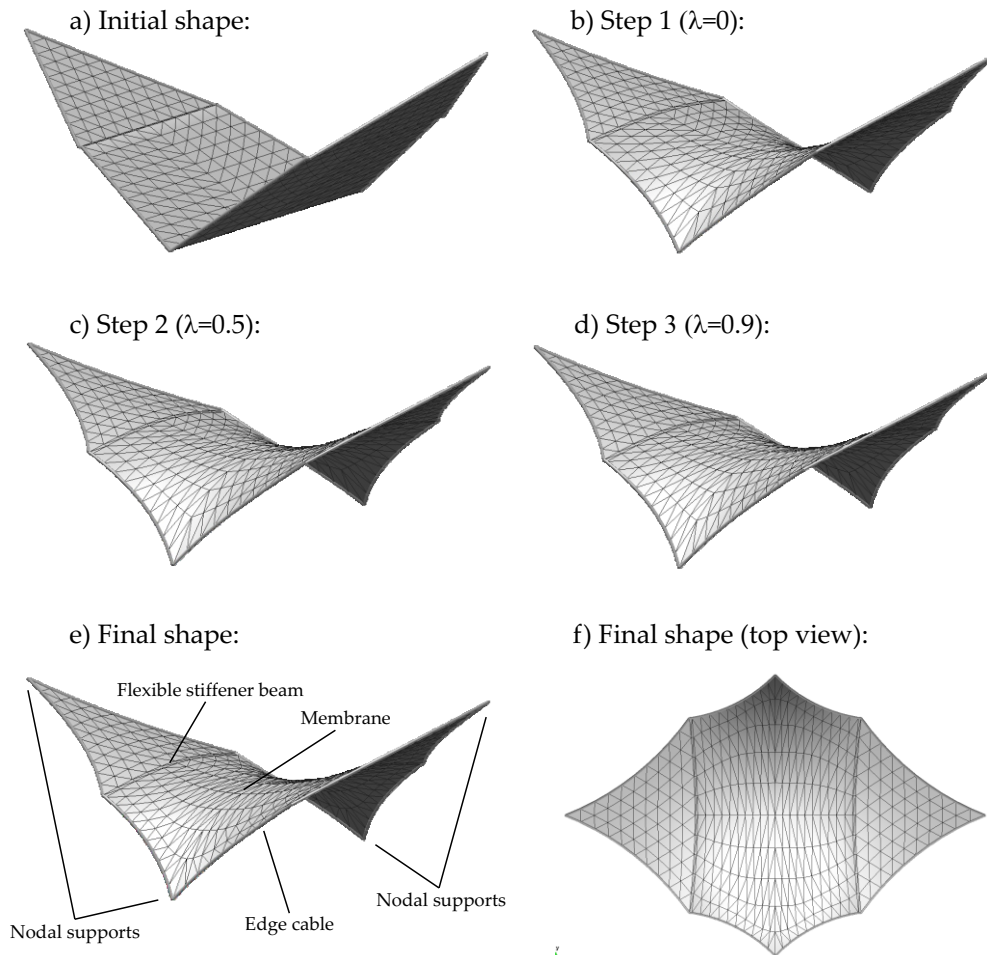 a) Initial shape:
b) Step 1 (λ=0):
c) Step 2 (λ=0.5):
d) Step 3 (λ=0.9):
e) Final shape:
f) Final shape (top view):
Flexible stiffener beam
Membrane
Nodal supports
Edge cable
Nodal supports
y